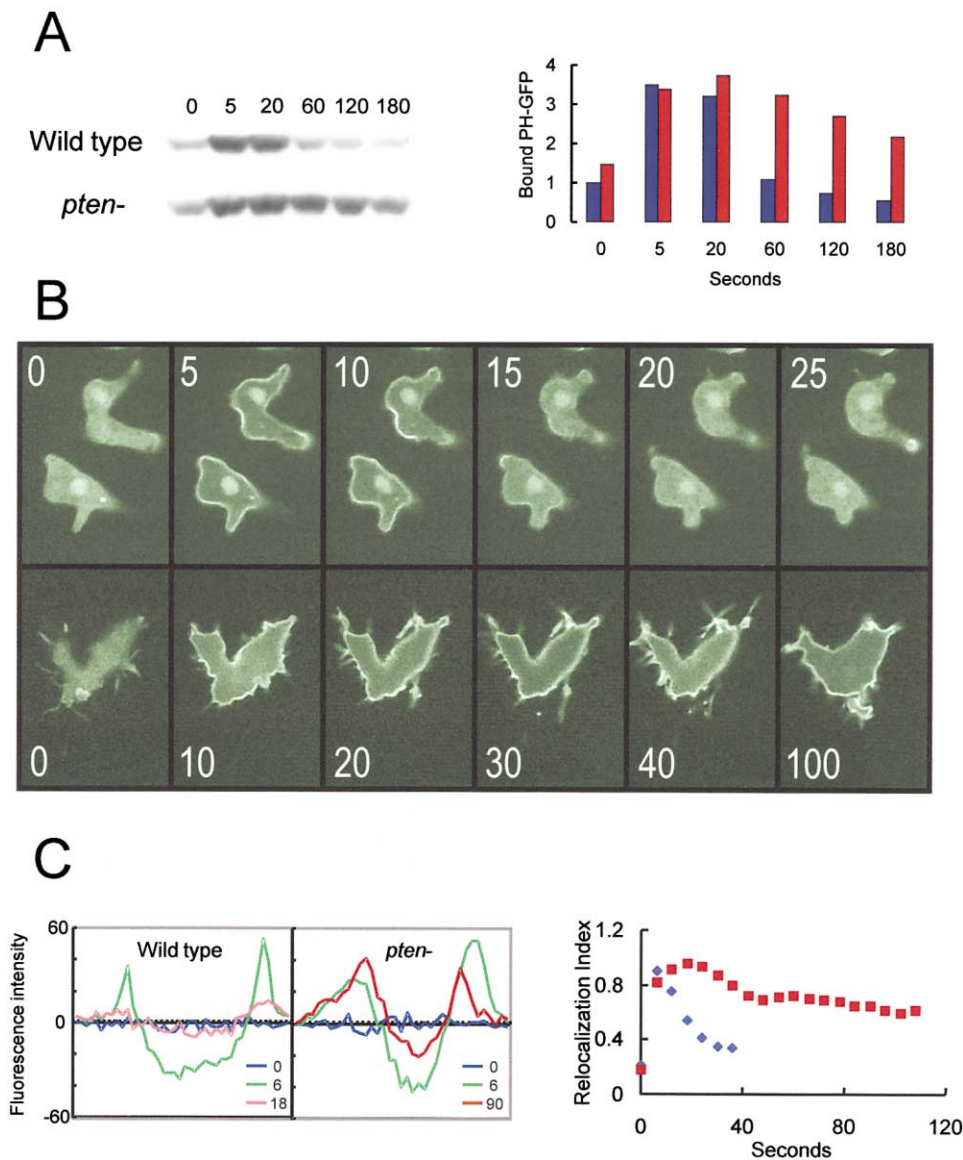 A
0 5 20 60 120 180
Wild type
pten-
Bound PH-GFP
4
3
2
1
0
0 5 20 60 120 180
Seconds
B
0 5 10 15 20 25
0 10 20 30 40 100
C
Fluorescence intensity
60
0
-60
Wild type
0
6
18
pten-
0
6
90
Relocalization Index
1.2
0.8
0.4
0
0 40 80 120
Seconds